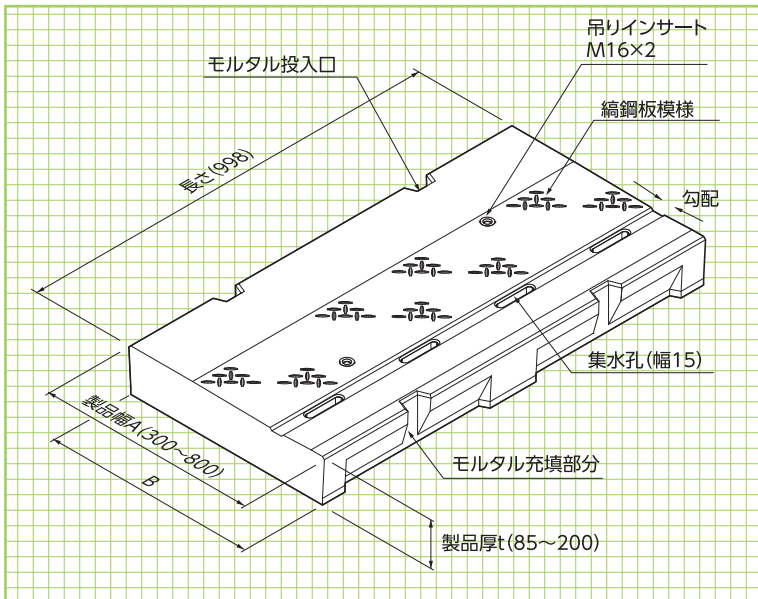 吊りインサート
M16×2
モルタル投入口
縞鋼板模様
長さ(998)
勾配
集水孔(幅15)
製品幅A(300～800)
モルタル充填部分
B
製品厚t(85～200)